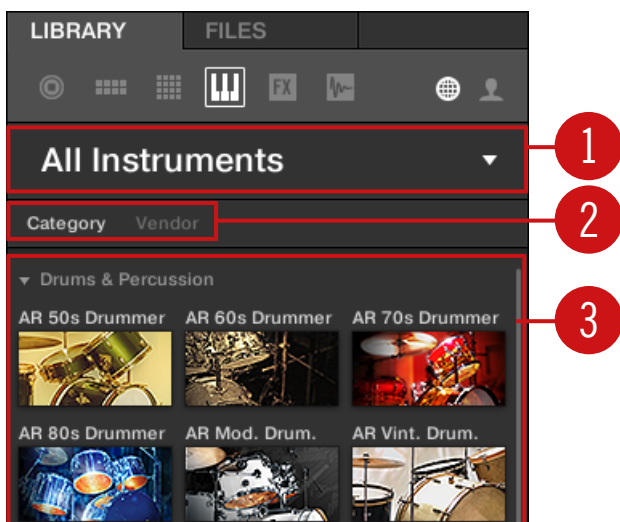 LIBRARY FILES
FX
All Instruments
1
Category Vendor
2
Drums & Percussion
AR 50s Drummer AR 60s Drummer AR 70s Drummer
3
AR 80s Drummer AR Mod. Drum. AR Vint. Drum.